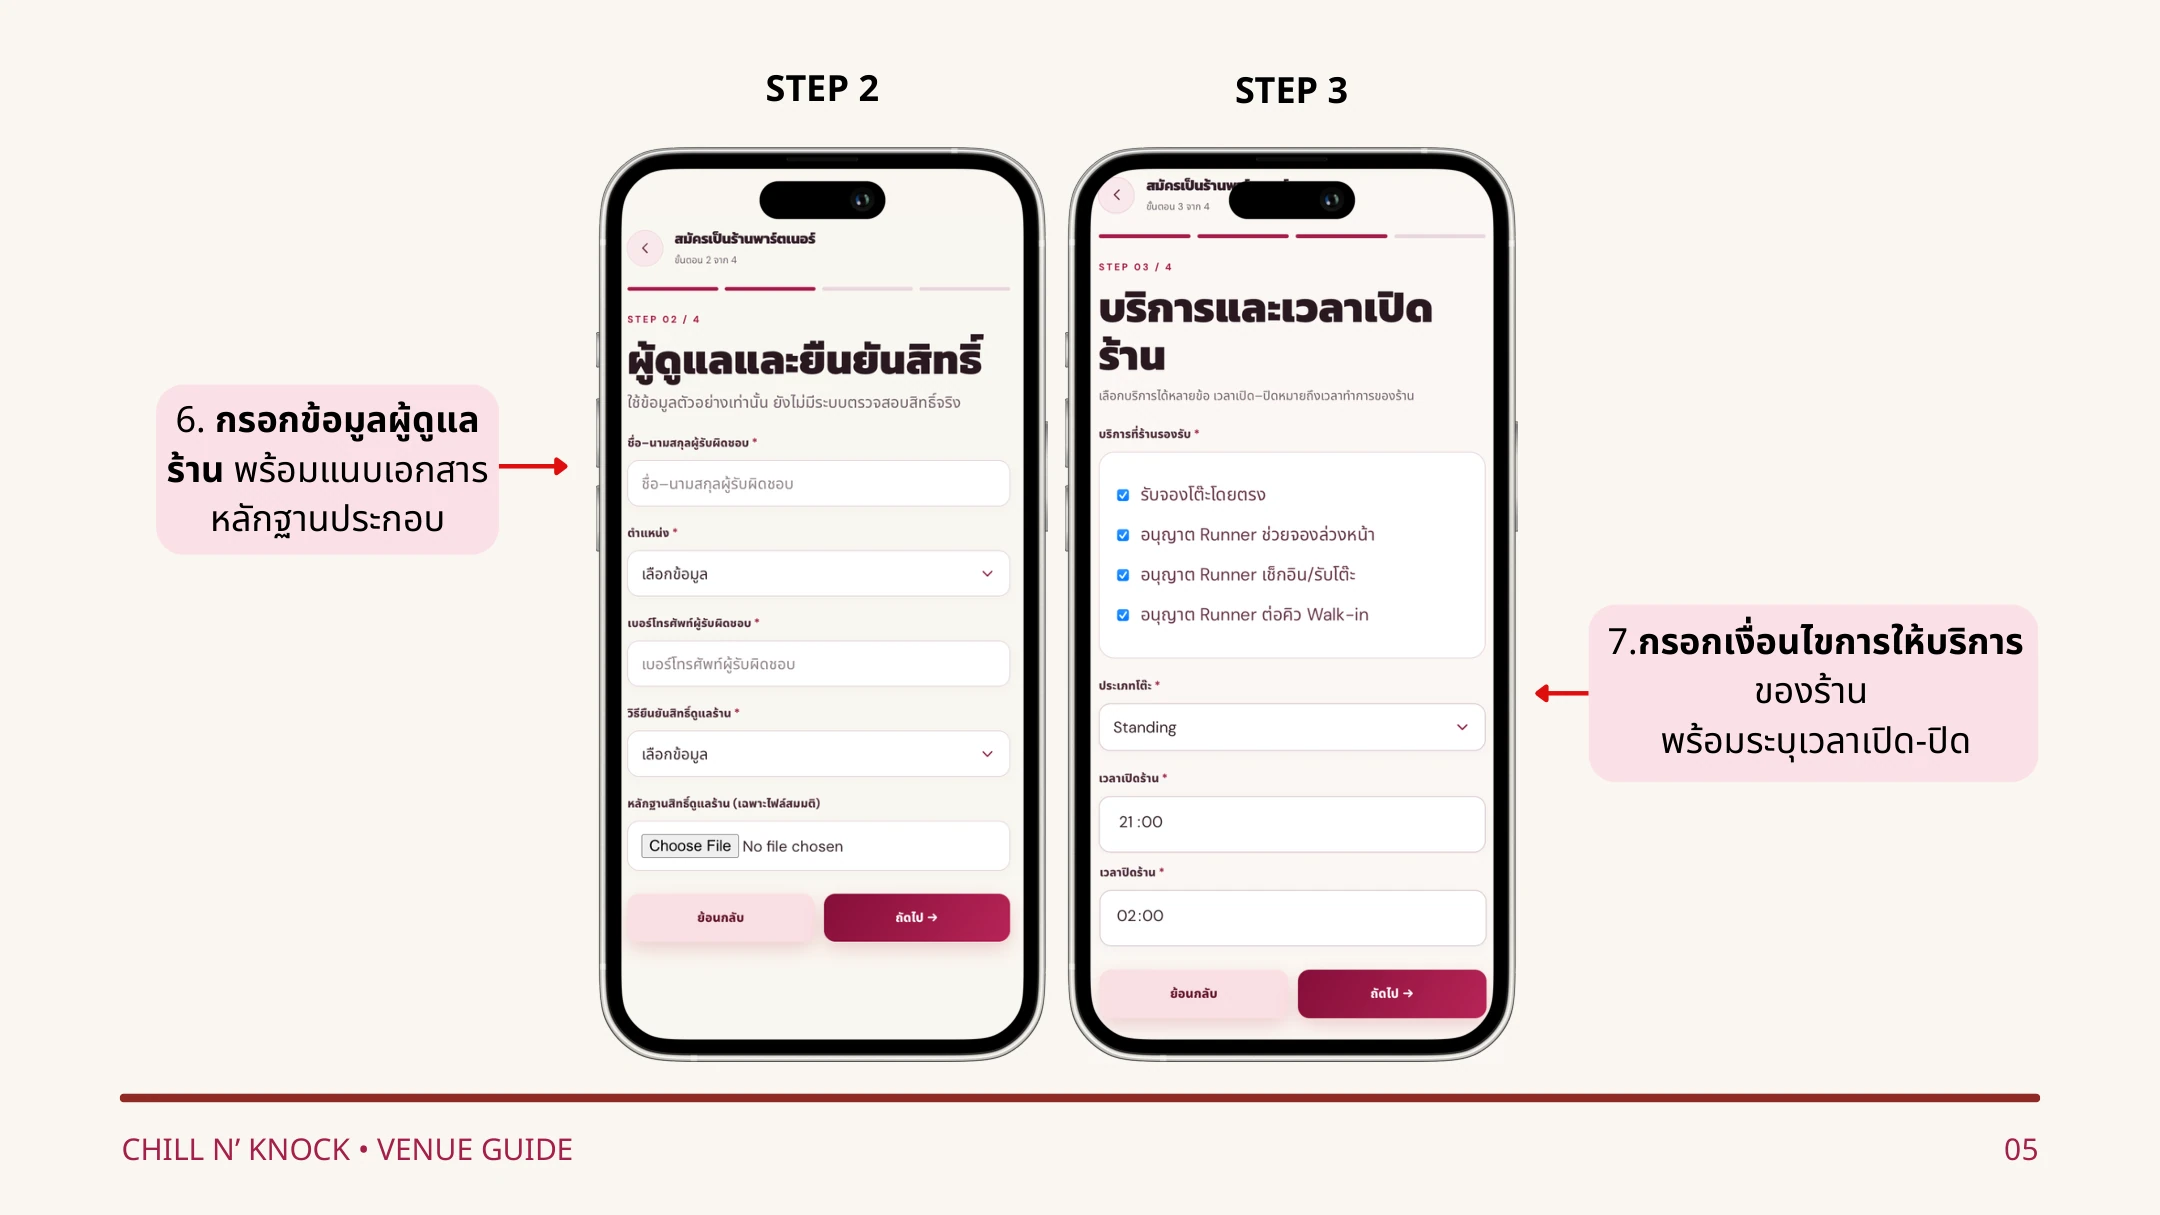 STEP 2
STEP 3
6. กรอกข้อมูลผู้ดูแล
ร้าน พร้อมแนบเอกสาร
หลักฐานประกอบ
สมัครเป็นร้านพาร์ตเนอร์
ขั้นตอน 2 จาก 4
STEP 02 / 4
ผู้ดูแลและยืนยันสิทธิ์
ใช้ข้อมูลตัวอย่างเท่านั้น ยังไม่มีระบบตรวจสอบสิทธิ์จริง
ชื่อ–นามสกุลผู้รับผิดชอบ *
ชื่อ–นามสกุลผู้รับผิดชอบ
ตำแหน่ง *
เลือกข้อมูล
เบอร์โทรศัพท์ผู้รับผิดชอบ *
เบอร์โทรศัพท์ผู้รับผิดชอบ
วิธียืนยันสิทธิ์ดูแลร้าน *
เลือกข้อมูล
หลักฐานสิทธิ์ดูแลร้าน (เฉพาะไฟล์สมมติ)
Choose File No file chosen
ย้อนกลับ
ถัดไป →
สมัครเป็นร้านพ
ขั้นตอน 3 จาก 4
STEP 03 / 4
บริการและเวลาเปิด
ร้าน
เลือกบริการได้หลายข้อ เวลาเปิด–ปิดหมายถึงเวลาทำการของร้าน
บริการที่ร้านรองรับ *
รับจองโต๊ะโดยตรง
อนุญาต Runner ช่วยจองล่วงหน้า
อนุญาต Runner เช็กอิน/รับโต๊ะ
อนุญาต Runner ต่อคิว Walk-in
ประเภทโต๊ะ *
Standing
เวลาเปิดร้าน *
21:00
เวลาปิดร้าน *
02:00
ย้อนกลับ
ถัดไป →
7.กรอกเงื่อนไขการให้บริการ
ของร้าน
พร้อมระบุเวลาเปิด-ปิด
CHILL N’ KNOCK • VENUE GUIDE
05